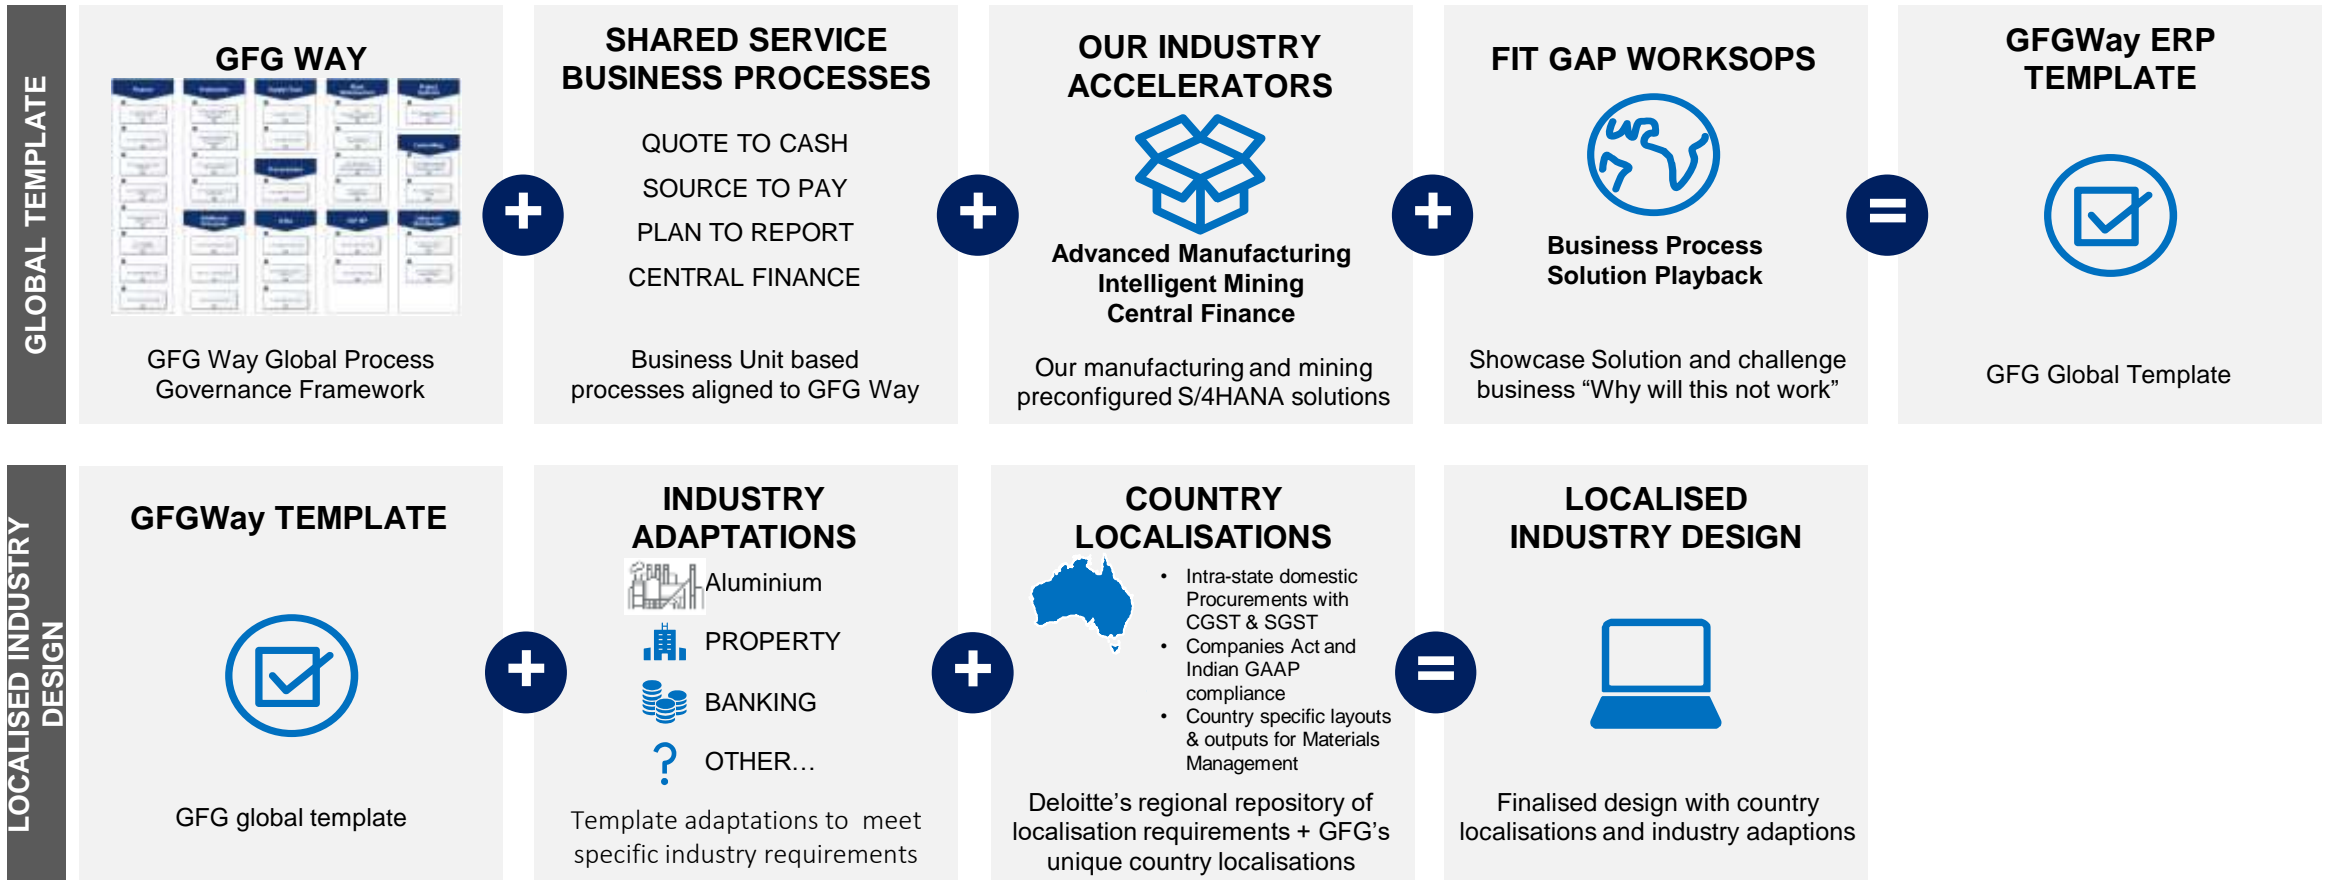 GLOBAL TEMPLATE
GFG WAY
GFG Way Global Process
Governance Framework
SHARED SERVICE
BUSINESS PROCESSES
QUOTE TO CASH
SOURCE TO PAY
PLAN TO REPORT
CENTRAL FINANCE
Business Unit based
processes aligned to GFG Way
OUR INDUSTRY
ACCELERATORS
Advanced Manufacturing
Intelligent Mining
Central Finance
Our manufacturing and mining
preconfigured S/4HANA solutions
FIT GAP WORKSOPS
Business Process
Solution Playback
Showcase Solution and challenge
business “Why will this not work”
GFGWay ERP
TEMPLATE
GFG Global Template
LOCALISED INDUSTRY
DESIGN
GFGWay TEMPLATE
GFG global template
INDUSTRY
ADAPTATIONS
Aluminium
PROPERTY
BANKING
OTHER…
Template adaptations to meet
specific industry requirements
COUNTRY
LOCALISATIONS
• Intra-state domestic
Procurements with
CGST & SGST
• Companies Act and
Indian GAAP
compliance
• Country specific layouts
& outputs for Materials
Management
Deloitte’s regional repository of
localisation requirements + GFG’s
unique country localisations
LOCALISED
INDUSTRY DESIGN
Finalised design with country
localisations and industry adaptions